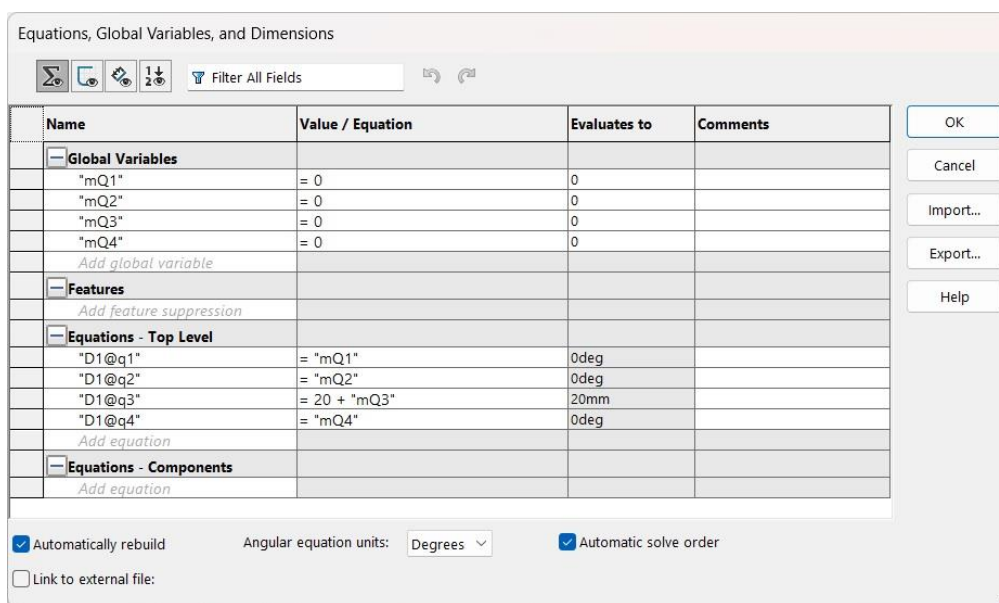 Equations, Global Variables, and Dimensions
Filter All Fields
Name Value / Equation Evaluates to Comments
Global Variables
"mQ1" = 0 0
"mQ2" = 0 0
"mQ3" = 0 0
"mQ4" = 0 0
Add global variable
Features
Add feature suppression
Equations - Top Level
"D1@q1" = "mQ1" 0deg
"D1@q2" = "mQ2" 0deg
"D1@q3" = 20 + "mQ3" 20mm
"D1@q4" = "mQ4" 0deg
Add equation
Equations - Components
Add equation
OK
Cancel
Import...
Export...
Help
Automatically rebuild Angular equation units: Degrees Automatic solve order
Link to external file: